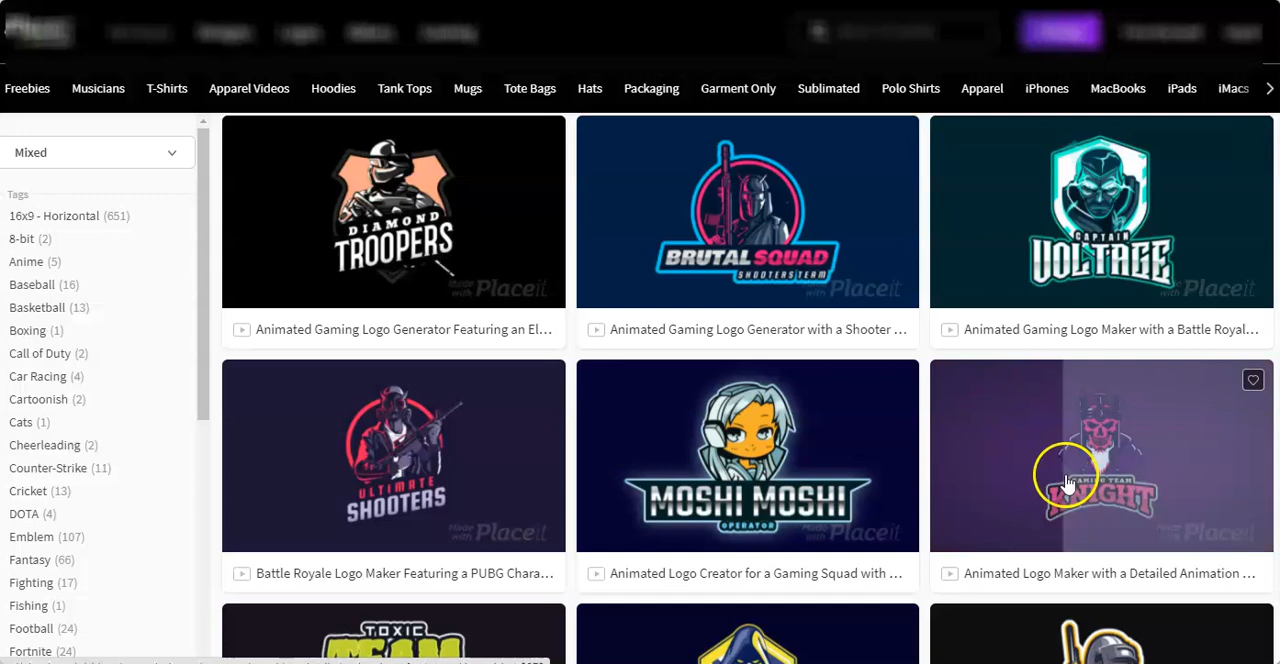 Freebies Musicians T-Shirts Apparel Videos Hoodies Tank Tops Mugs Tote Bags Hats Packaging Garment Only Sublimated Polo Shirts Apparel iPhones MacBooks iPads iMacs
Mixed
Tags
16x9 - Horizontal (651)
8-bit (2)
Anime (5)
Baseball (16)
Basketball (13)
Boxing (1)
Call of Duty (2)
Car Racing (4)
Cartoonish (2)
Cats (1)
Cheerleading (2)
Counter-Strike (11)
Cricket (13)
DOTA (4)
Emblem (107)
Fantasy (66)
Fighting (17)
Fishing (1)
Football (24)
Fortnite (24)
DIAMOND
TROOPERS
Made with Placeit
BRUTAL SQUAD
SHOOTERS TEAM
Made with Placeit
CAPTAIN
VOLTAGE
Made with Placeit
Animated Gaming Logo Generator Featuring an El...
Animated Gaming Logo Generator with a Shooter ...
Animated Gaming Logo Maker with a Battle Royal...
ULTIMATE
SHOOTERS
Made with Placeit
MOSHI MOSHI
OPERATOR
Made with Placeit
GAMING TEAM
KNIGHT
Made with Placeit
Battle Royale Logo Maker Featuring a PUBG Chara...
Animated Logo Creator for a Gaming Squad with ...
Animated Logo Maker with a Detailed Animation ...
TOXIC
TEAM